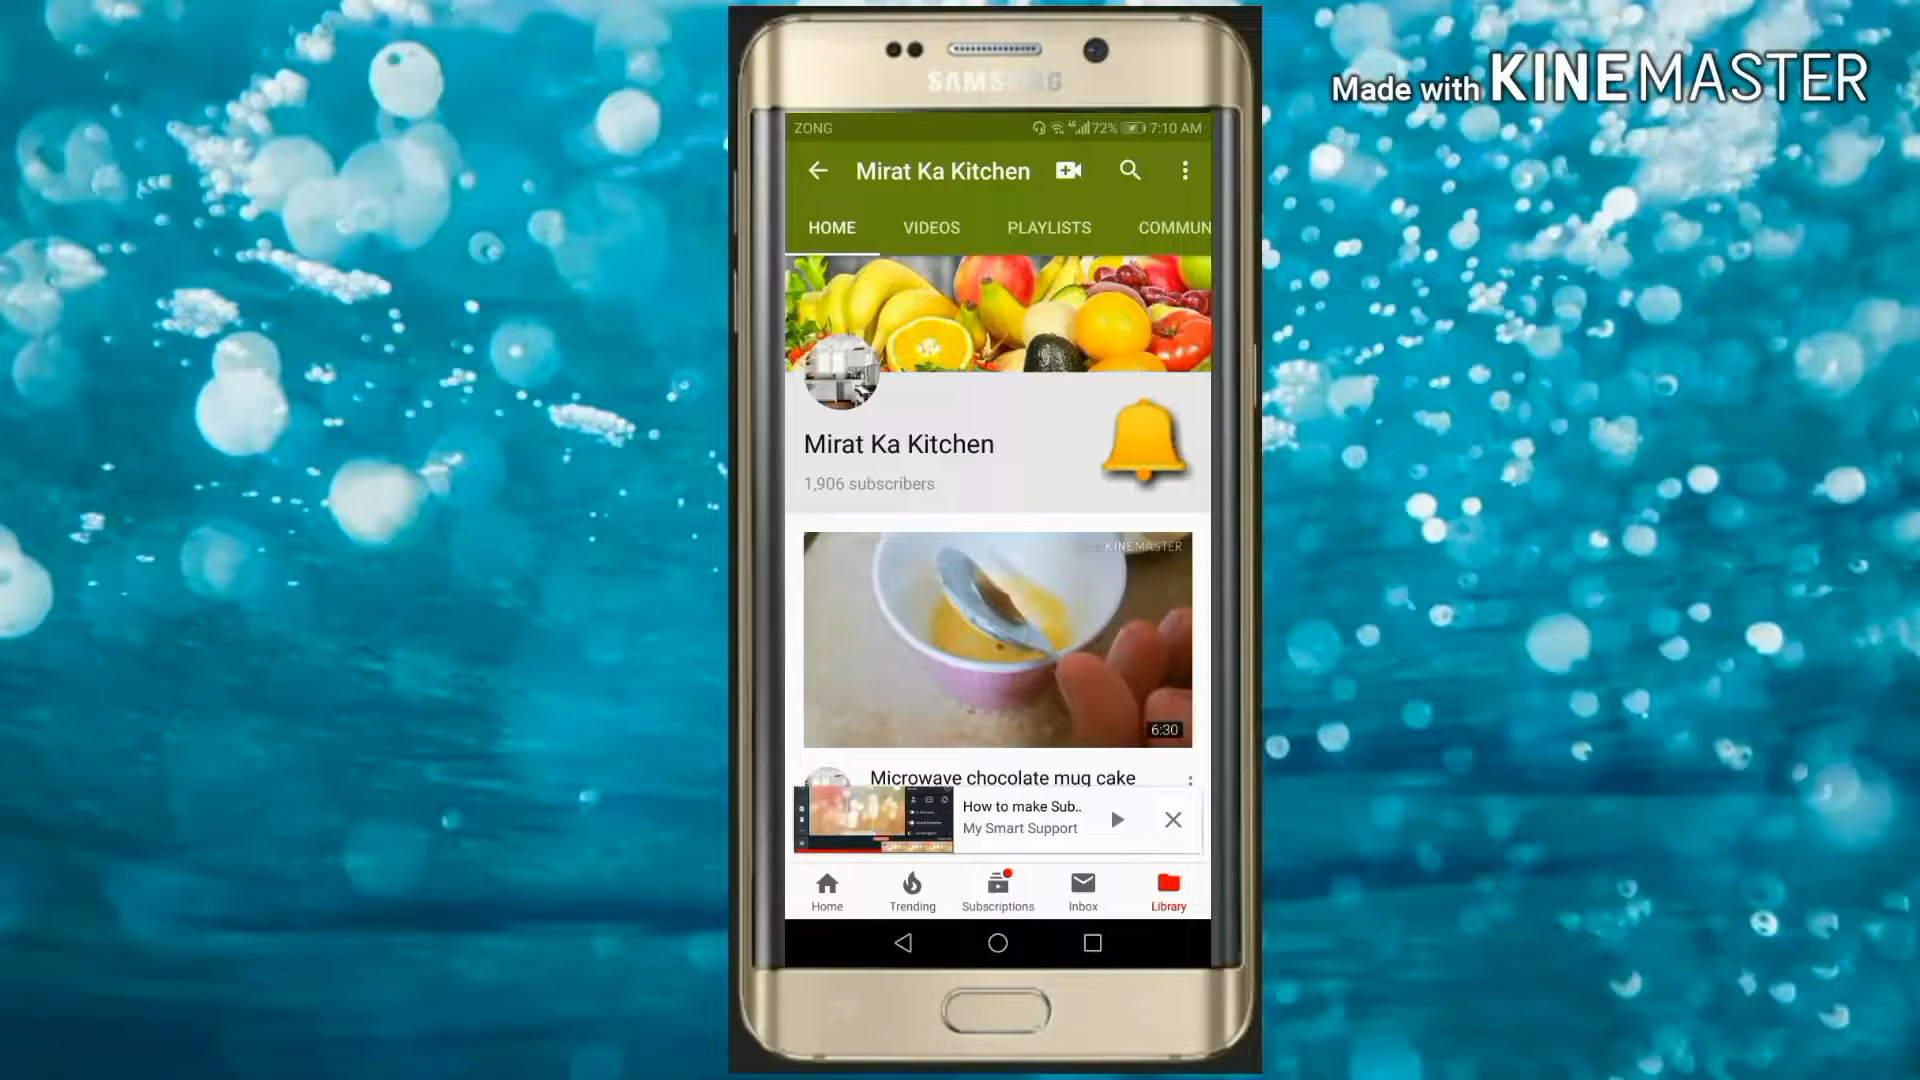 Made with KINEMASTER
SAMSUNG
ZONG
4G 72% 7:10 AM
Mirat Ka Kitchen
HOME VIDEOS PLAYLISTS COMMUN
Mirat Ka Kitchen
1,906 subscribers
KINEMASTER
6:30
Microwave chocolate mug cake
How to make Sub..
My Smart Support
Home Trending Subscriptions Inbox Library